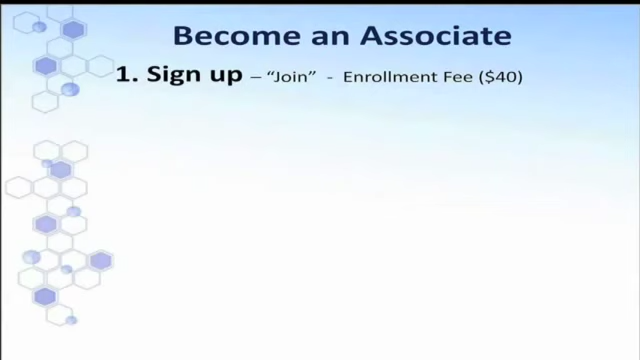 Become an Associate
1. Sign up – “Join” - Enrollment Fee ($40)